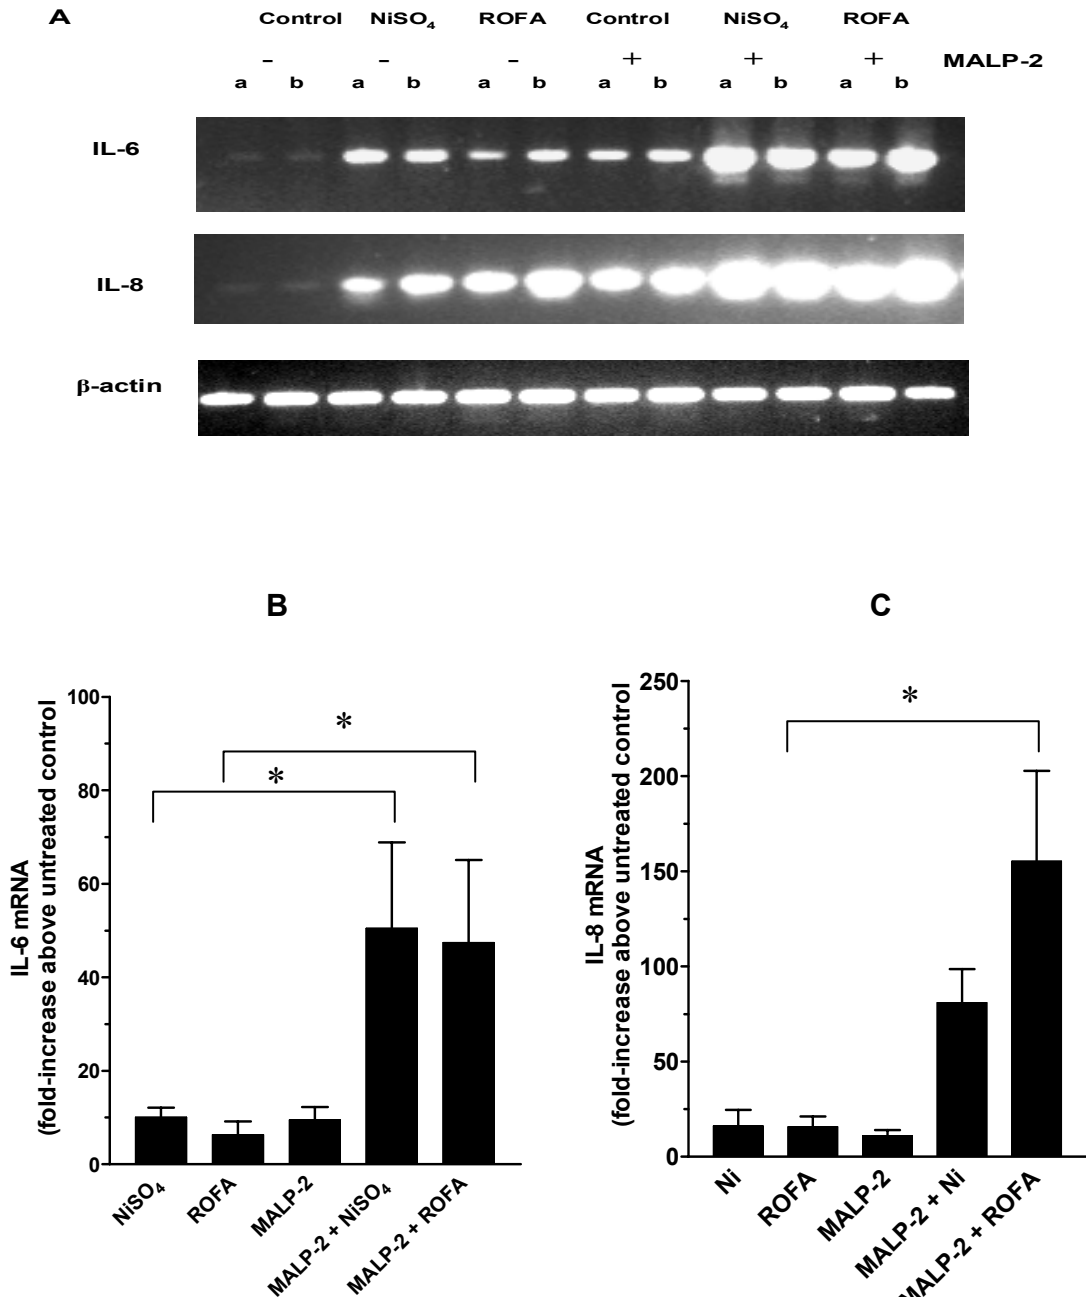 A
Control NiSO4 ROFA Control NiSO4 ROFA
- - - + + + MALP-2
a b a b a b a b a b a b
IL-6
IL-8
β-actin
B
C
IL-6 mRNA
(fold-increase above untreated control
100
80
60
40
20
0
*
*
NiSO4
ROFA
MALP-2
MALP-2 + NiSO4
MALP-2 + ROFA
IL-8 mRNA
(fold-increase above untreated control
250
200
150
100
50
0
*
Ni
ROFA
MALP-2
MALP-2 + Ni
MALP-2 + ROFA